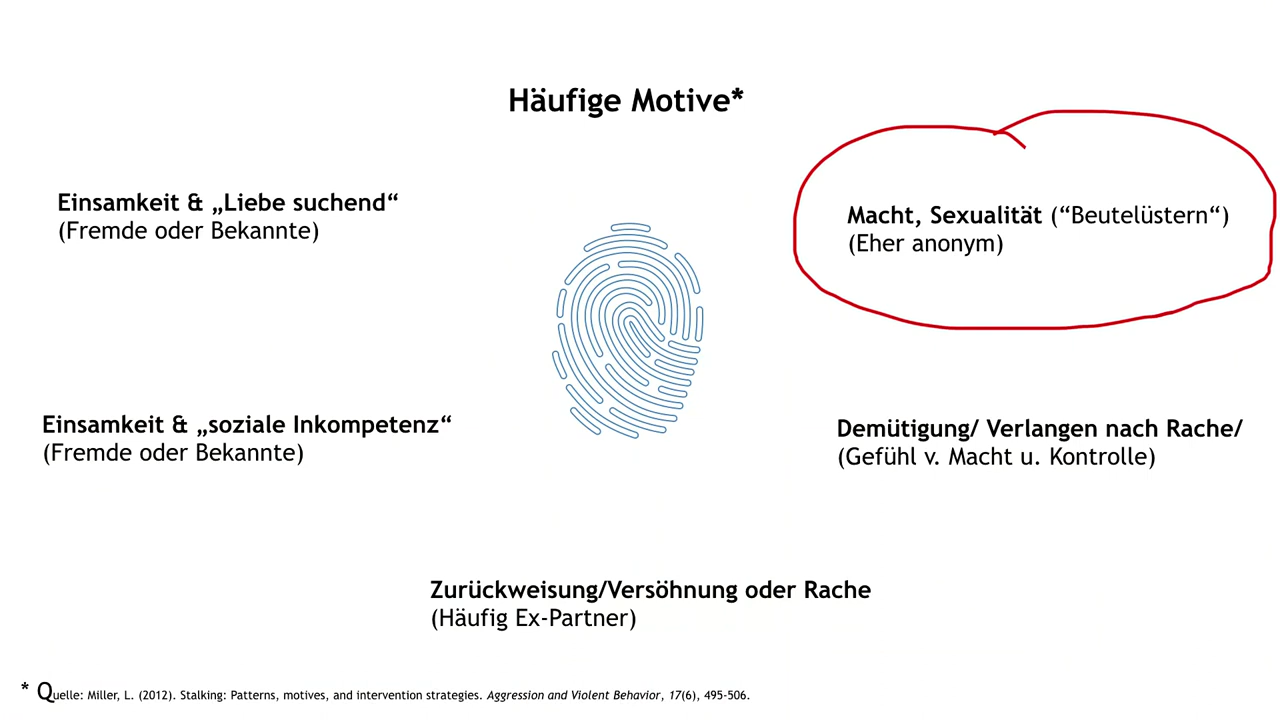 Häufige Motive*
Einsamkeit & „Liebe suchend“
(Fremde oder Bekannte)
Macht, Sexualität (“Beutelüstern“)
(Eher anonym)
Einsamkeit & „soziale Inkompetenz“
(Fremde oder Bekannte)
Demütigung/ Verlangen nach Rache/
(Gefühl v. Macht u. Kontrolle)
Zurückweisung/Versöhnung oder Rache
(Häufig Ex-Partner)
* Quelle: Miller, L. (2012). Stalking: Patterns, motives, and intervention strategies. Aggression and Violent Behavior, 17(6), 495-506.